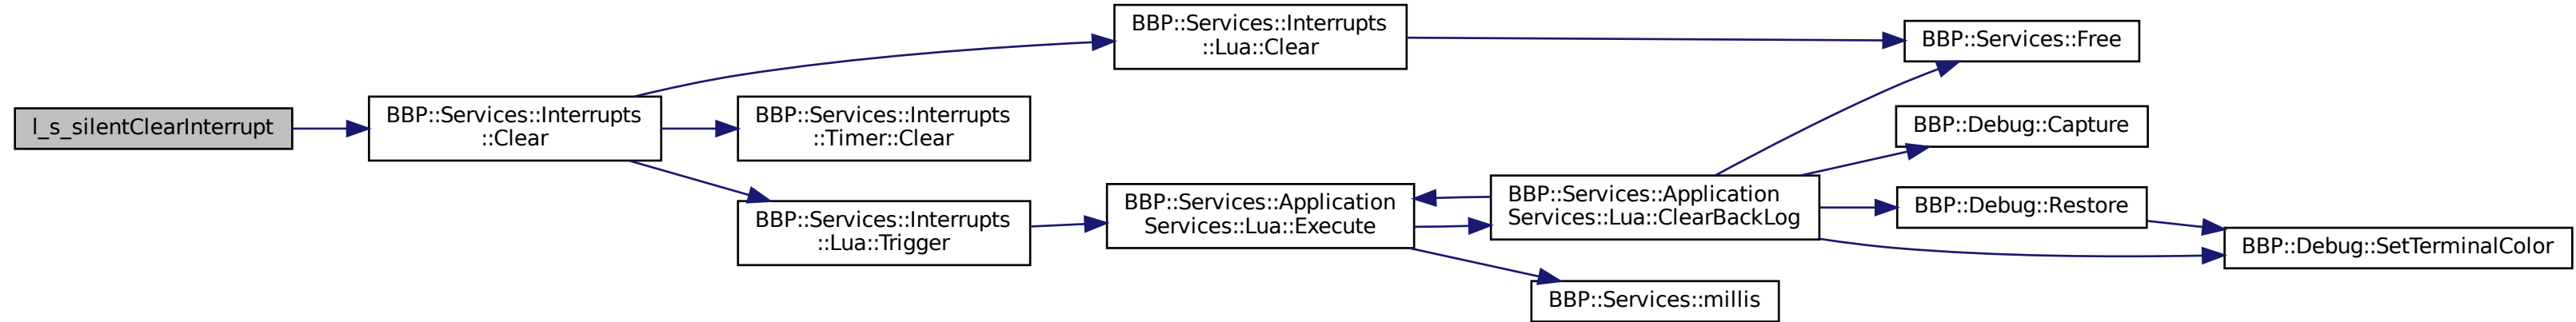 l_s_silentClearInterrupt
BBP::Services::Interrupts
::Clear
BBP::Services::Interrupts
::Lua::Clear
BBP::Services::Interrupts
::Timer::Clear
BBP::Services::Interrupts
::Lua::Trigger
BBP::Services::Application
Services::Lua::Execute
BBP::Services::Application
Services::Lua::ClearBackLog
BBP::Services::millis
BBP::Services::Free
BBP::Debug::Capture
BBP::Debug::Restore
BBP::Debug::SetTerminalColor